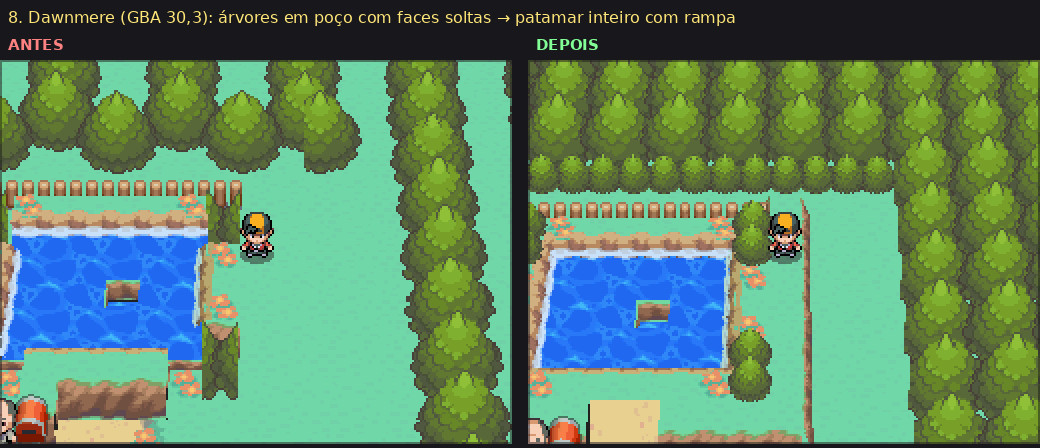 8. Dawnmere (GBA 30,3): árvores em poço com faces soltas → patamar inteiro com rampa
ANTES
DEPOIS